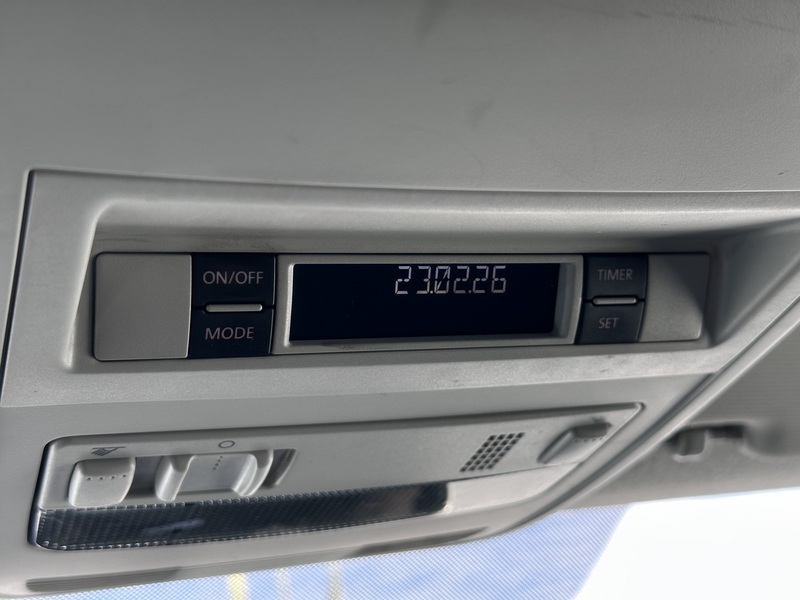 ON/OFF
MODE
23.02.26
TIMER
SET